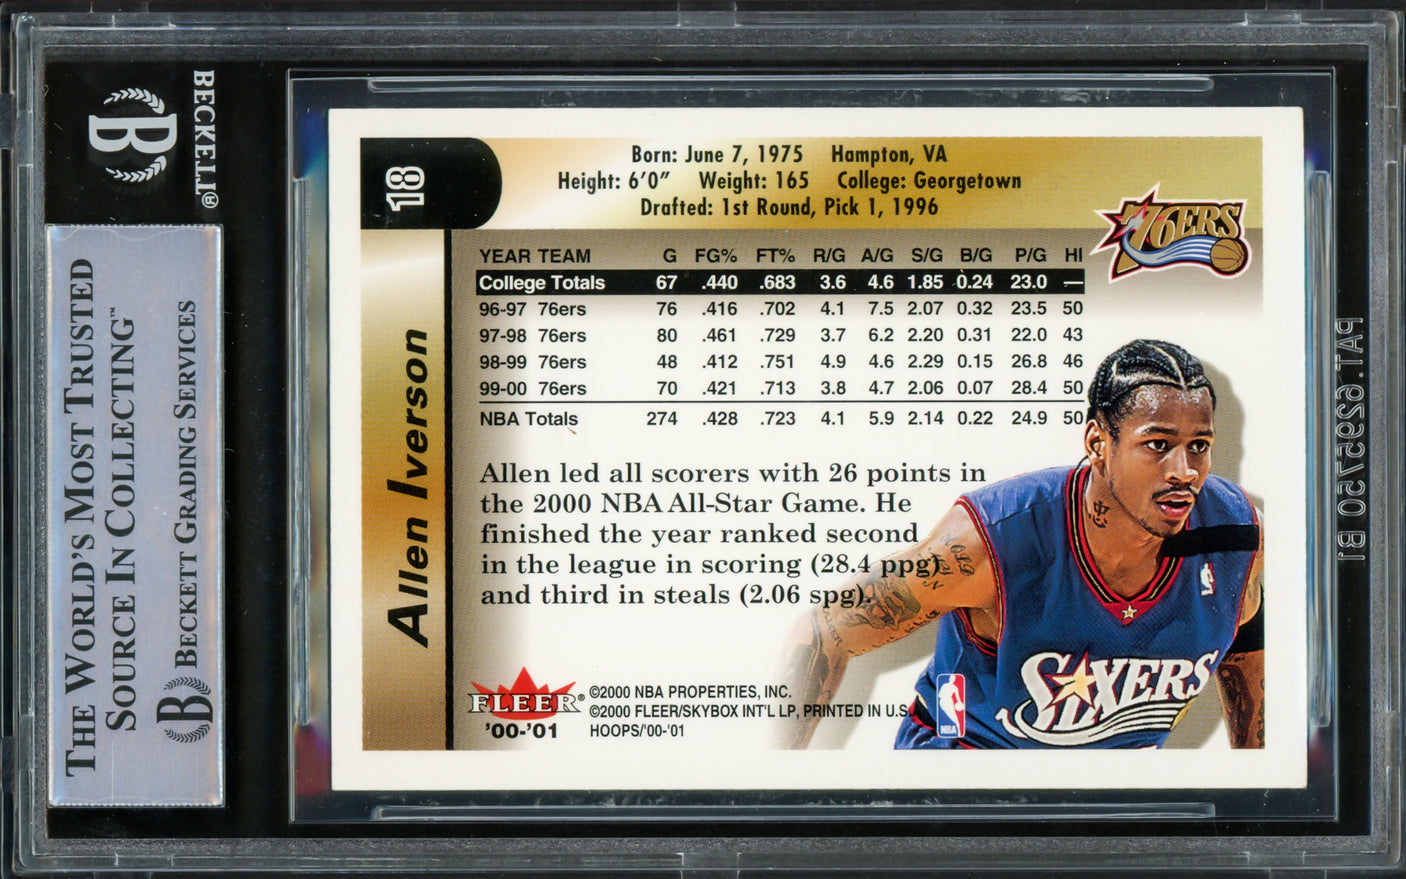 BECKETT®
B
THE WORLD'S MOST TRUSTED
SOURCE IN COLLECTING™
B BECKETT GRADING SERVICES
18
Born: June 7, 1975 Hampton, VA
Height: 6'0" Weight: 165 College: Georgetown
Drafted: 1st Round, Pick 1, 1996
76ERS
Allen Iverson
YEAR TEAM G FG% FT% R/G A/G S/G B/G P/G HI
College Totals 67 .440 .683 3.6 4.6 1.85 0.24 23.0 —
96-97 76ers 76 .416 .702 4.1 7.5 2.07 0.32 23.5 50
97-98 76ers 80 .461 .729 3.7 6.2 2.20 0.31 22.0 43
98-99 76ers 48 .412 .751 4.9 4.6 2.29 0.15 26.8 46
99-00 76ers 70 .421 .713 3.8 4.7 2.06 0.07 28.4 50
NBA Totals 274 .428 .723 4.1 5.9 2.14 0.22 24.9 50
Allen led all scorers with 26 points in
the 2000 NBA All-Star Game. He
finished the year ranked second
in the league in scoring (28.4 ppg)
and third in steals (2.06 spg).
SIXERS
FLEER®
'00-'01
©2000 NBA PROPERTIES, INC.
©2000 FLEER/SKYBOX INT'L LP, PRINTED IN U.S.
HOOPS/'00-'01
NBA
PAT. 6295750 B1